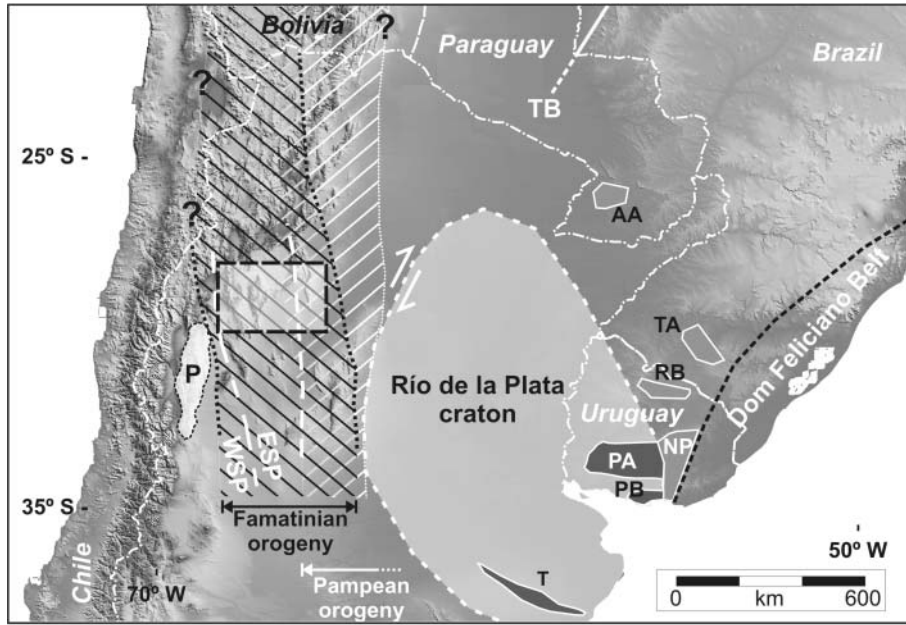 Bolivia
?
Paraguay
Brazil
?
TB
25º S -
AA
?
Dom Feliciano Belt
TA
P
Río de la Plata
craton
RB
Uruguay
NP
PA
WSP
ESP
PB
35º S -
Famatinian
orogeny
50º W
Chile
70º W
Pampean
orogeny
T
0 km 600